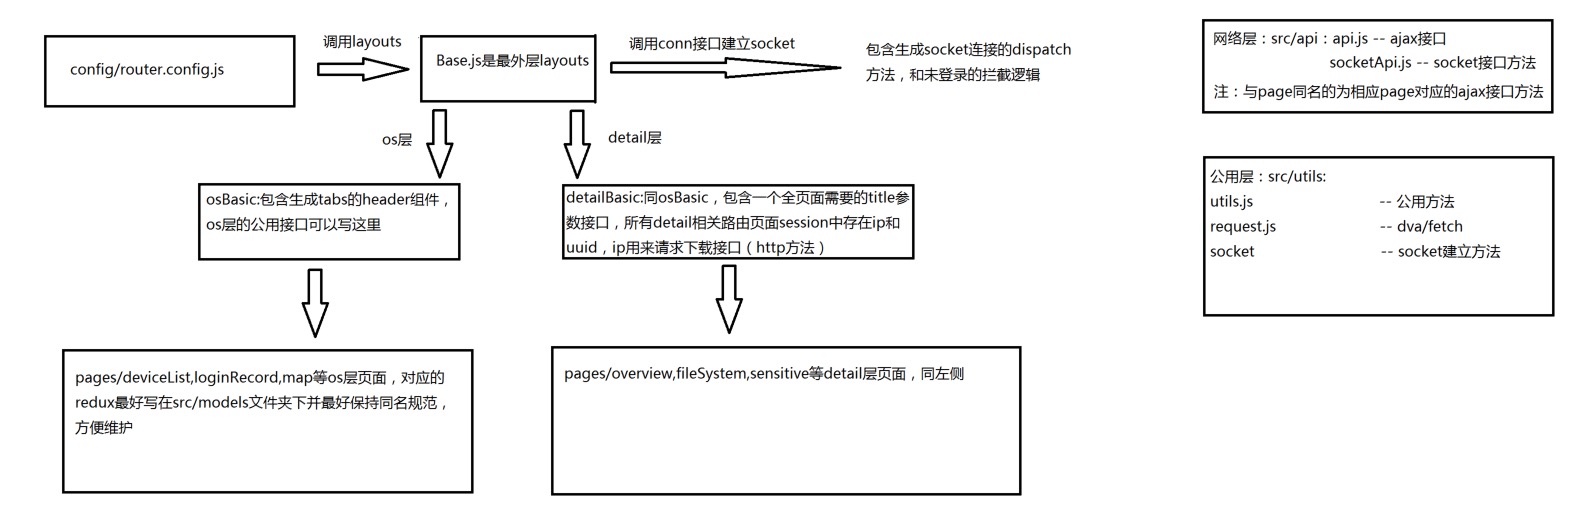 config/router.config.js
调用layouts
Base.js是最外层layouts
调用conn接口建立socket
包含生成socket连接的dispatch
方法，和未登录的拦截逻辑
os层
detail层
osBasic:包含生成tabs的header组件，
os层的公用接口可以写这里
detailBasic:同osBasic，包含一个全页面需要的title参
数接口，所有detail相关路由页面session中存在ip和
uuid，ip用来请求下载接口（http方法）
pages/deviceList,loginRecord,map等os层页面，对应的
redux最好写在src/models文件夹下并最好保持同名规范，
方便维护
pages/overview,fileSystem,sensitive等detail层页面，同左侧
网络层：src/api：api.js -- ajax接口
socketApi.js -- socket接口方法
注：与page同名的为相应page对应的ajax接口方法
公用层：src/utils:
utils.js -- 公用方法
request.js -- dva/fetch
socket -- socket建立方法